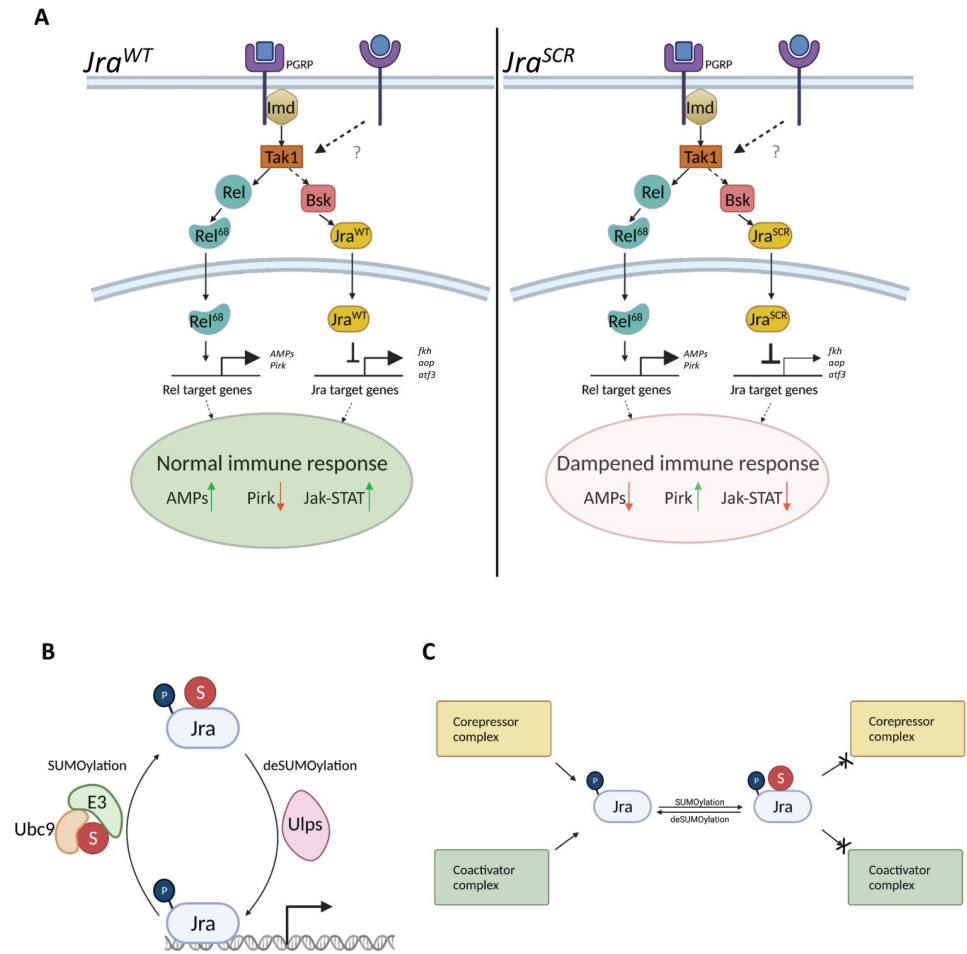 A
Jra^WT
PGRP
Imd
Tak1
?
Rel
Bsk
Rel^68
Jra^WT
Rel^68
Jra^WT
AMPs
Pirk
fkh
aop
atf3
Rel target genes
Jra target genes
Normal immune response
AMPs
Pirk
Jak-STAT
Jra^SCR
PGRP
Imd
Tak1
?
Rel
Bsk
Rel^68
Jra^SCR
Rel^68
Jra^SCR
AMPs
Pirk
fkh
aop
atf3
Rel target genes
Jra target genes
Dampened immune response
AMPs
Pirk
Jak-STAT
B
P
S
Jra
SUMOylation
deSUMOylation
E3
Ubc9
S
Ulps
P
Jra
C
Corepressor
complex
Coactivator
complex
P
Jra
SUMOylation
deSUMOylation
P
S
Jra
Corepressor
complex
Coactivator
complex